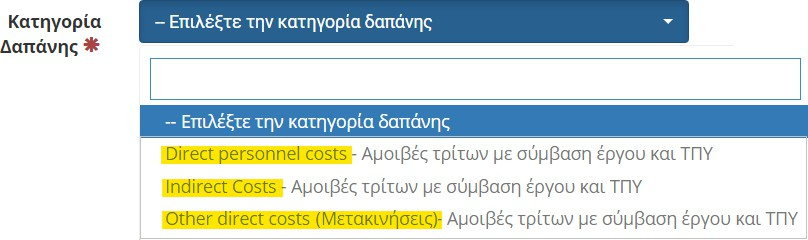 Κατηγορία
Δαπάνης ✱
-- Επιλέξτε την κατηγορία δαπάνης
-- Επιλέξτε την κατηγορία δαπάνης
Direct personnel costs - Αμοιβές τρίτων με σύμβαση έργου και ΤΠΥ
Indirect Costs - Αμοιβές τρίτων με σύμβαση έργου και ΤΠΥ
Other direct costs (Μετακινήσεις)- Αμοιβές τρίτων με σύμβαση έργου και ΤΠΥ